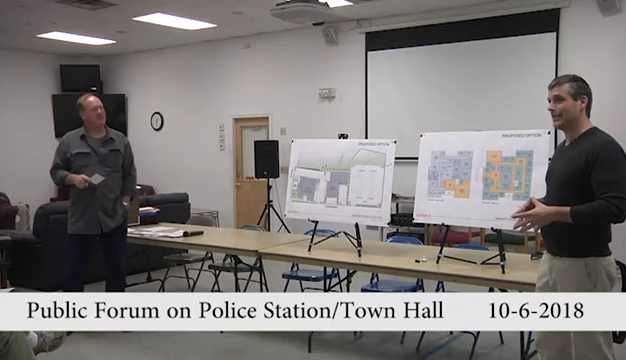 PROPOSED OPTION
PROPOSED OPTION
Public Forum on Police Station/Town Hall 10-6-2018